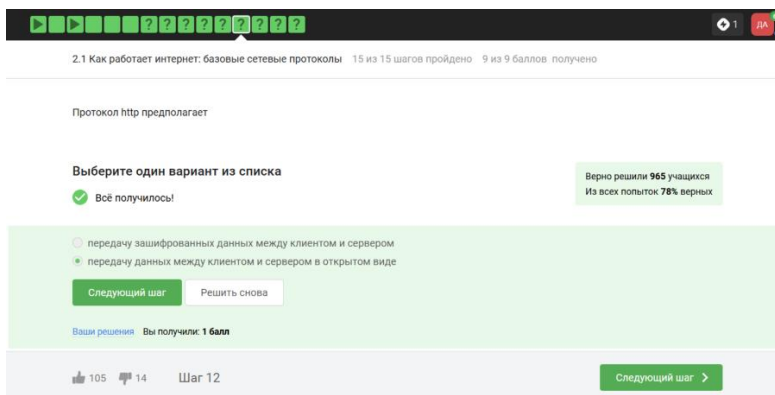 ? ? ? ? ? ? ? ? ?
1 ДА
2.1 Как работает интернет: базовые сетевые протоколы 15 из 15 шагов пройдено 9 из 9 баллов получено
Протокол http предполагает
Выберите один вариант из списка
Всё получилось!
Верно решили 965 учащихся
Из всех попыток 78% верных
передачу зашифрованных данных между клиентом и сервером
передачу данных между клиентом и сервером в открытом виде
Следующий шаг Решить снова
Ваши решения Вы получили: 1 балл
105 14 Шаг 12 Следующий шаг